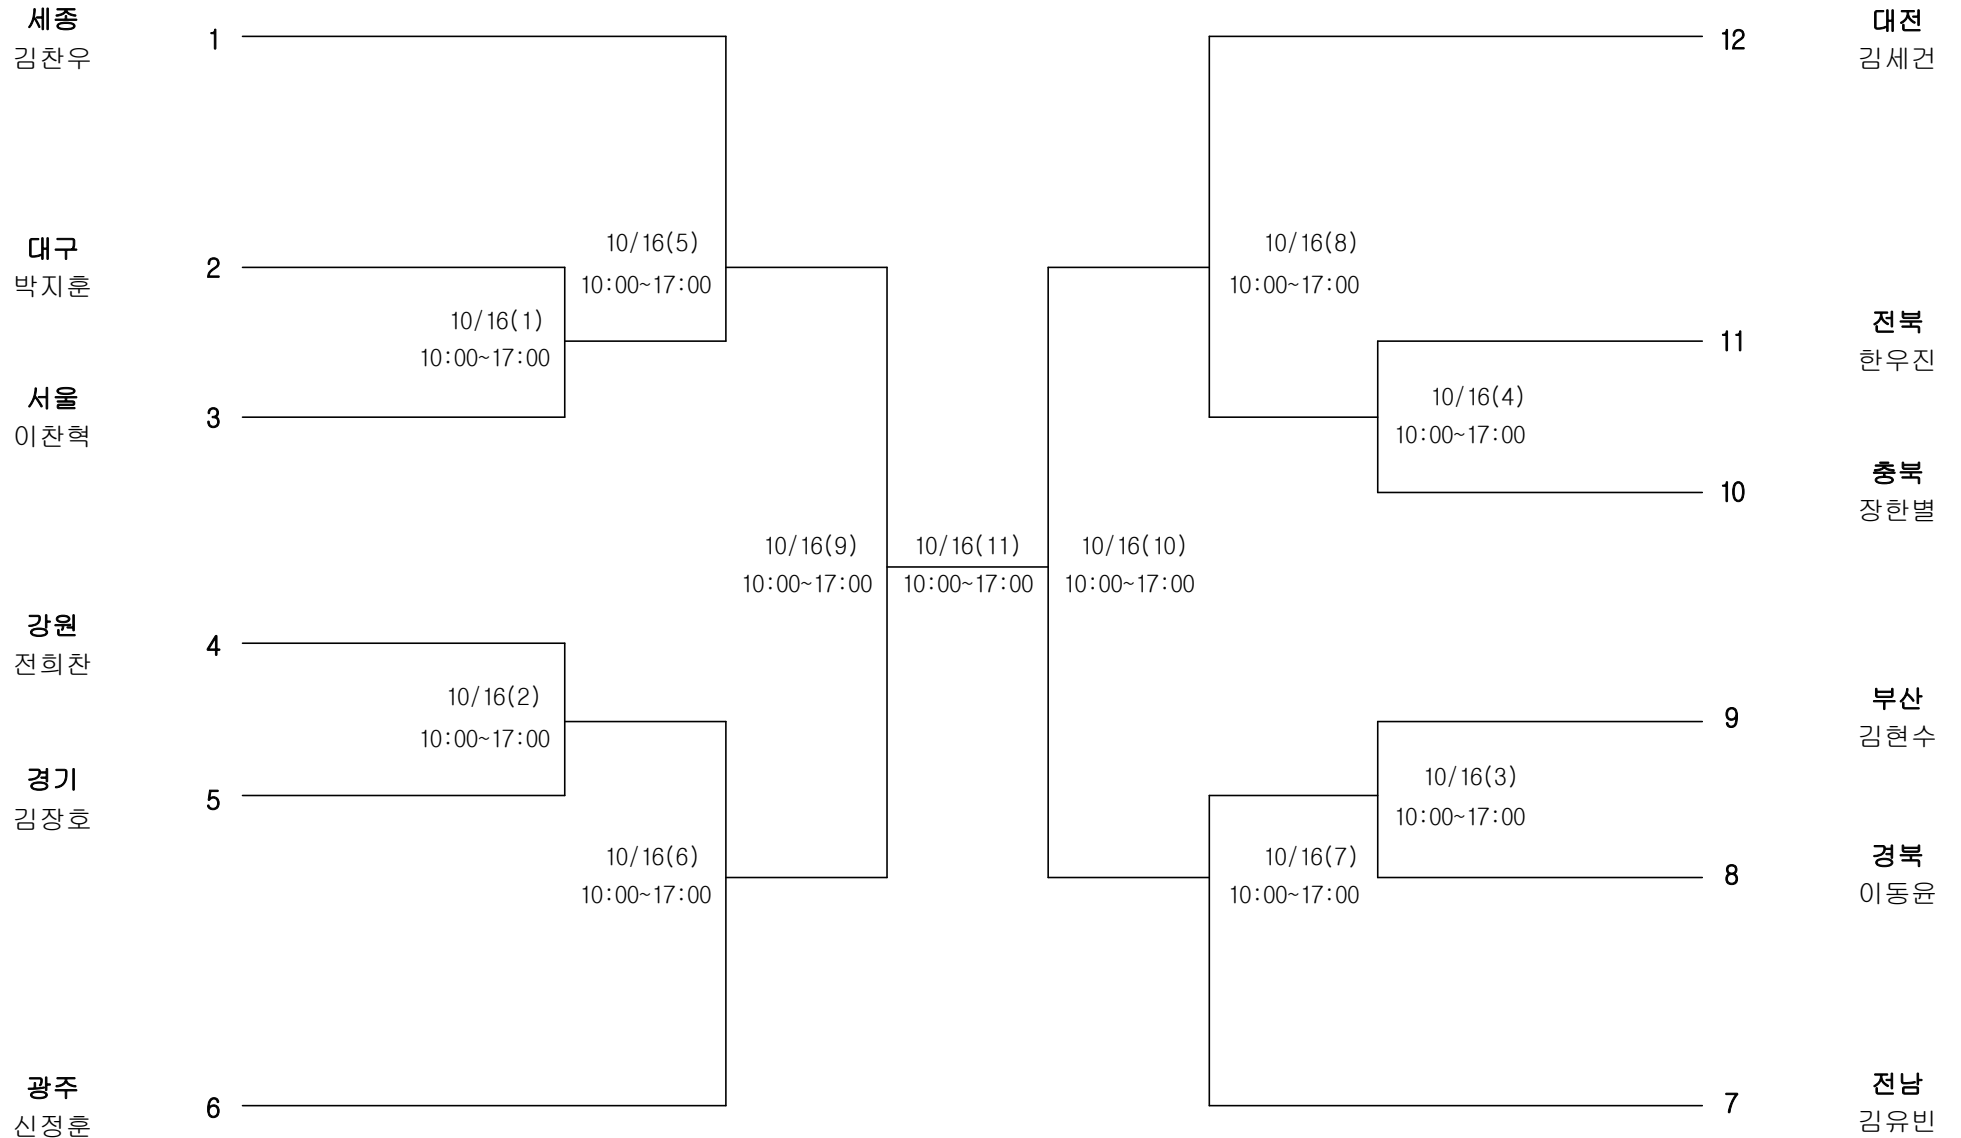 세종
김찬우
1
대구
박지훈
2
서울
이찬혁
3
10/16(1)
10:00~17:00
10/16(5)
10:00~17:00
강원
전희찬
4
경기
김장호
5
10/16(2)
10:00~17:00
광주
신정훈
6
10/16(6)
10:00~17:00
10/16(9)
10:00~17:00
10/16(11)
10:00~17:00
10/16(10)
10:00~17:00
12
대전
김세건
10/16(8)
10:00~17:00
11
전북
한우진
10/16(4)
10:00~17:00
10
충북
장한별
9
부산
김현수
10/16(3)
10:00~17:00
8
경북
이동윤
10/16(7)
10:00~17:00
7
전남
김유빈